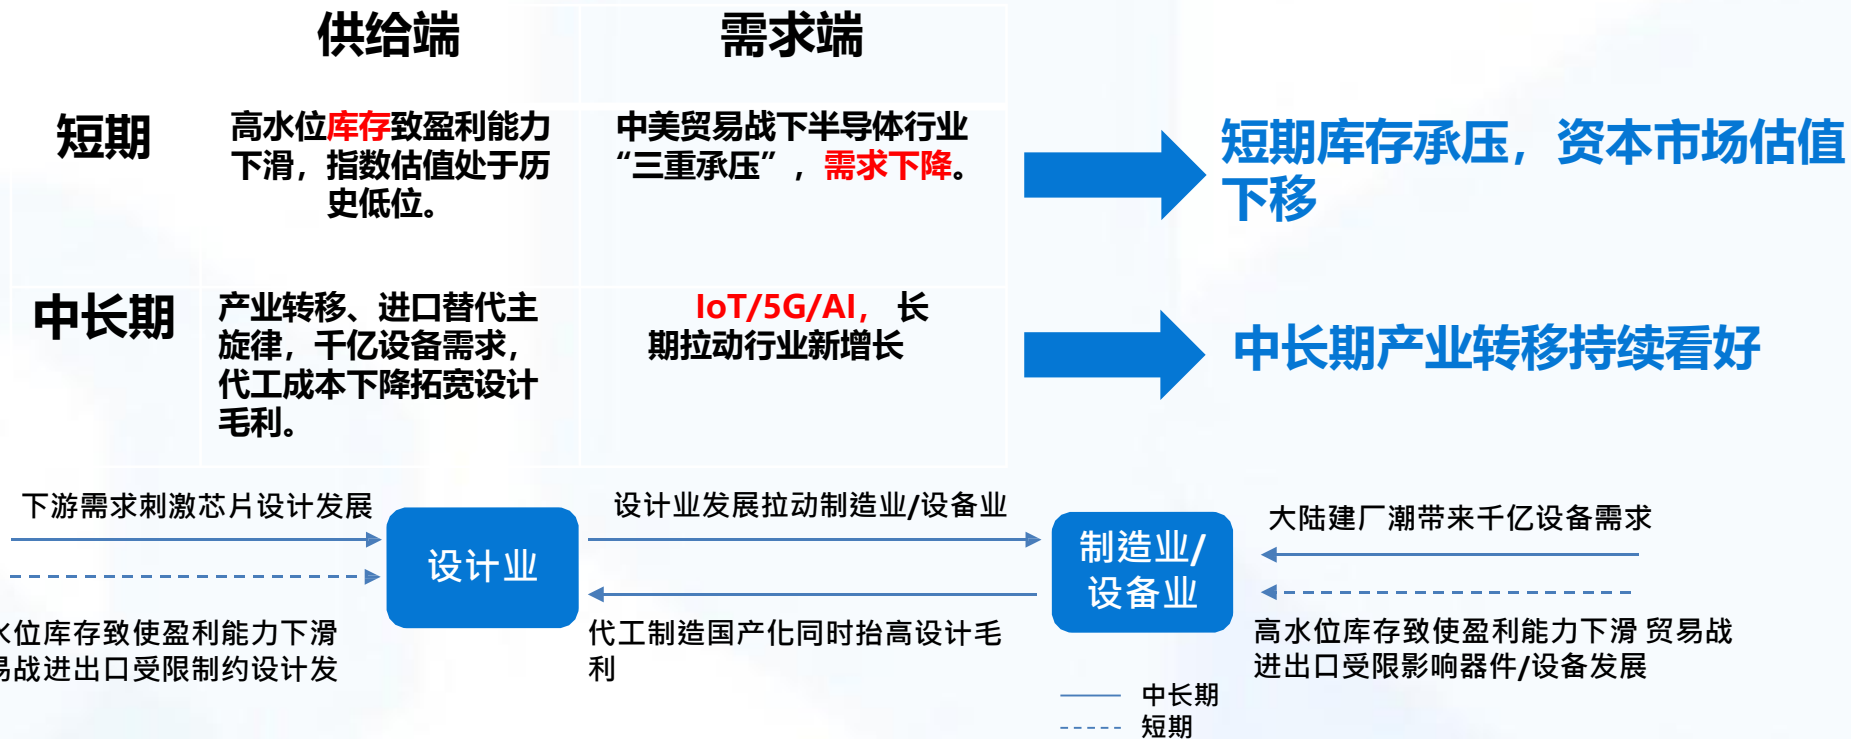 供给端
需求端
短期
高水位库存致盈利能力
下滑，指数估值处于历
史低位。
中美贸易战下半导体行业
“三重承压”，需求下降。
短期库存承压，资本市场估值
下移
中长期
产业转移、进口替代主
旋律，千亿设备需求，
代工成本下降拓宽设计
毛利。
IoT/5G/AI， 长
期拉动行业新增长
中长期产业转移持续看好
下游需求刺激芯片设计发展
设计业
设计业发展拉动制造业/设备业
制造业/
设备业
大陆建厂潮带来千亿设备需求
水位库存致使盈利能力下滑
易战进出口受限制约设计发
代工制造国产化同时抬高设计毛
利
高水位库存致使盈利能力下滑 贸易战
进出口受限影响器件/设备发展
中长期
短期